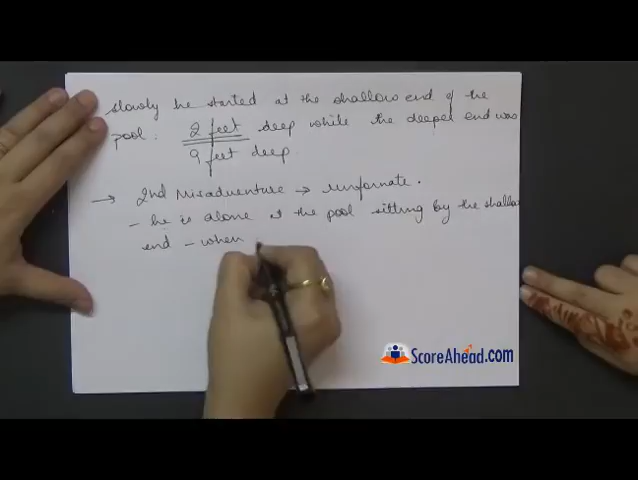 slowly he started at the shallow end of the
pool : 2 feet deep while the deeper end was
9 feet deep.
→ 2nd Misadventure → unfornate.
- he is alone at the pool sitting by the shallow
end - when
ScoreAhead.com